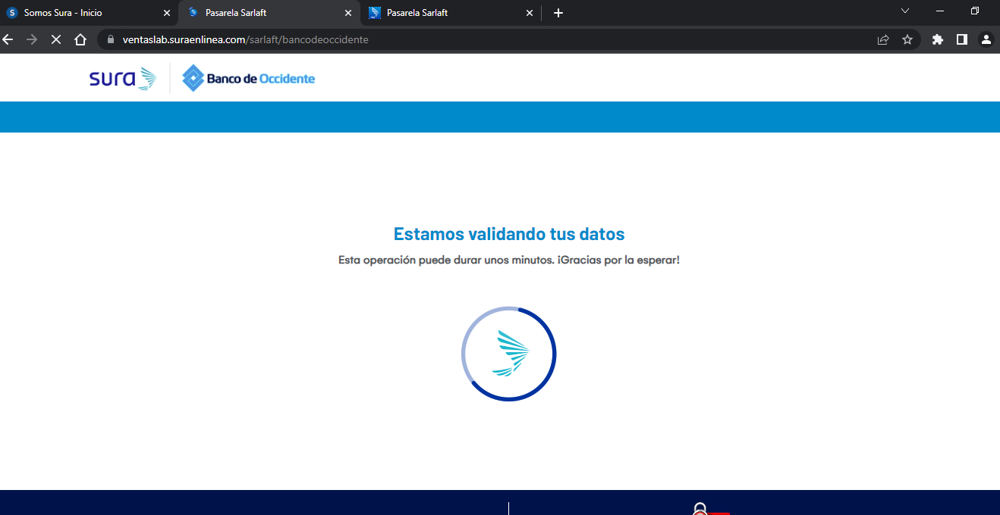 S Somos Sura - Inicio
Pasarela Sarlaft
Pasarela Sarlaft
ventaslab.suraenlinea.com/sarlaft/bancodeoccidente
sura
Banco de Occidente
Estamos validando tus datos
Esta operación puede durar unos minutos. ¡Gracias por la esperar!